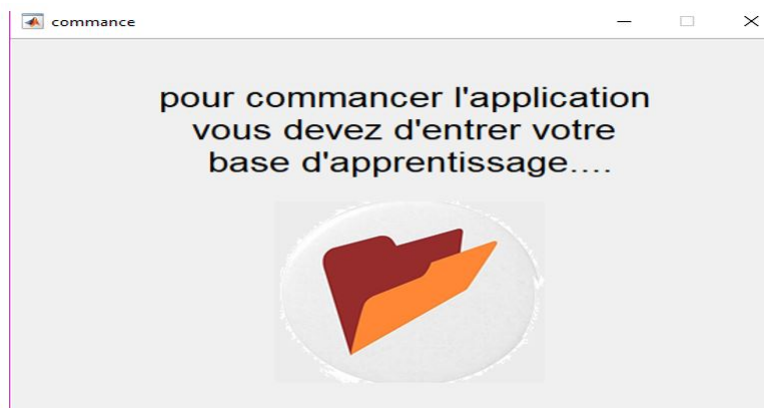 commance
pour commancer l'application
vous devez d'entrer votre
base d'apprentissage....